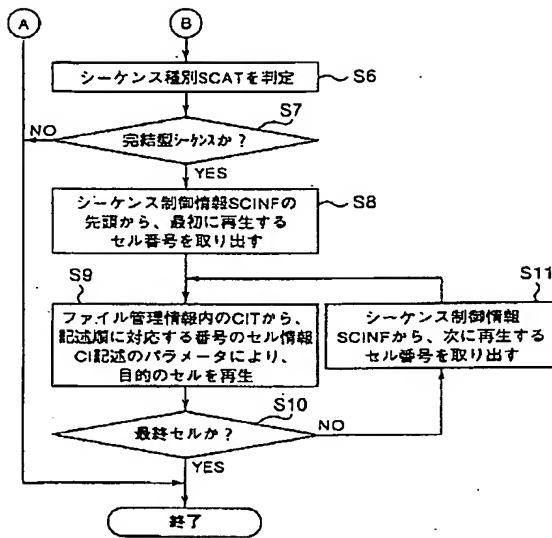 A
B
シーケンス種別SCATを判定
S6
S7
NO
完結型シーケンスか?
YES
シーケンス制御情報SCINFの
先頭から、最初に再生する
セル番号を取り出す
S8
S9
ファイル管理情報内のCITから、
記述順に対応する番号のセル情報
CI記述のパラメータにより、
目的のセルを再生
S11
シーケンス制御情報
SCINFから、次に再生する
セル番号を取り出す
S10
最終セルか?
NO
YES
終了